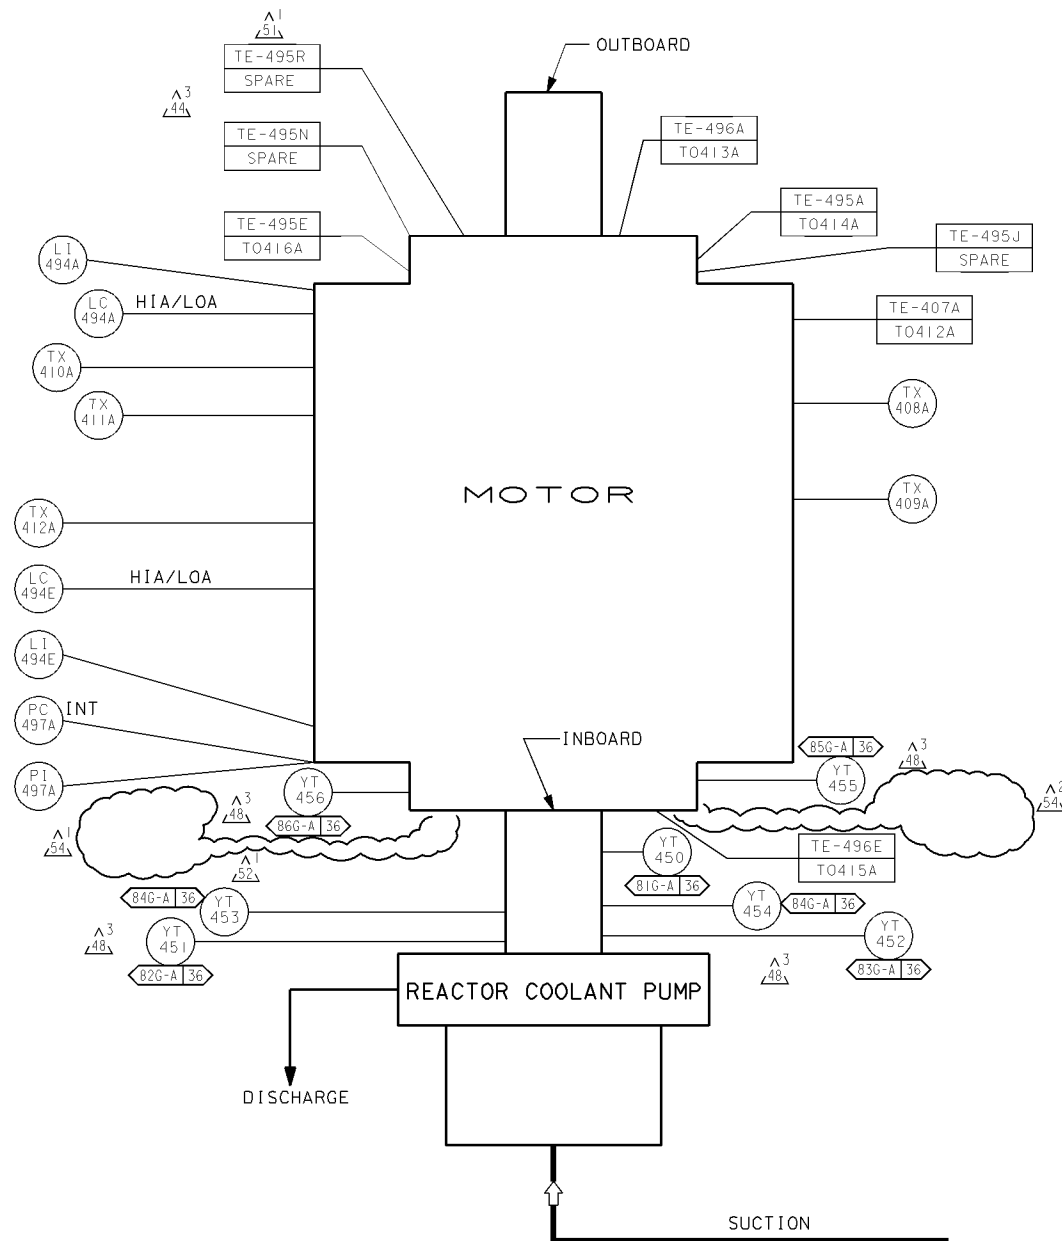 1
51
TE-495R
SPARE
OUTBOARD
3
44
TE-495N
SPARE
TE-496A
TO413A
TE-495E
TO416A
TE-495A
TO414A
TE-495J
SPARE
LI
494A
LC
494A
HIA/LOA
TE-407A
TO412A
TX
410A
TX
411A
TX
408A
MOTOR
TX
409A
TX
412A
LC
494E
HIA/LOA
LI
494E
PC
497A
INT
INBOARD
85G-A 36
3
48
PI
497A
YT
456
YT
455
2
54
86G-A 36
3
48
1
54
1
52
YT
450
81G-A 36
TE-496E
TO415A
84G-A 36
YT
453
YT
454
84G-A 36
3
48
YT
451
82G-A 36
YT
452
83G-A 36
3
48
REACTOR COOLANT PUMP
DISCHARGE
SUCTION